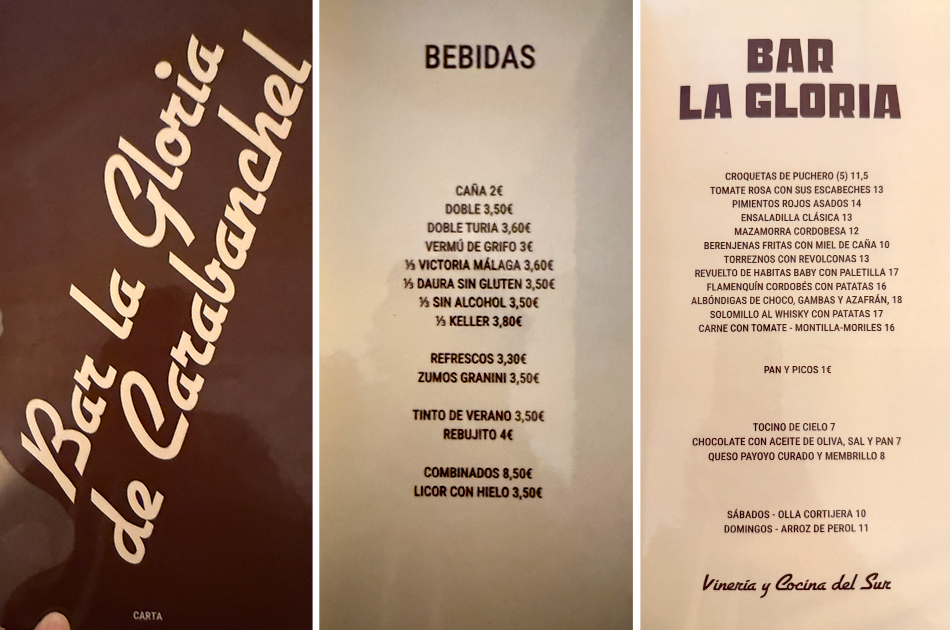 Bar la Gloria
de Carabanchel
CARTA
BEBIDAS
CAÑA 2€
DOBLE 3,50€
DOBLE TURIA 3,60€
VERMÚ DE GRIFO 3€
⅓ VICTORIA MÁLAGA 3,60€
⅓ DAURA SIN GLUTEN 3,50€
⅓ SIN ALCOHOL 3,50€
⅓ KELLER 3,80€
REFRESCOS 3,30€
ZUMOS GRANINI 3,50€
TINTO DE VERANO 3,50€
REBUJITO 4€
COMBINADOS 8,50€
LICOR CON HIELO 3,50€
BAR
LA GLORIA
CROQUETAS DE PUCHERO (5) 11,5
TOMATE ROSA CON SUS ESCABECHES 13
PIMIENTOS ROJOS ASADOS 14
ENSALADILLA CLÁSICA 13
MAZAMORRA CORDOBESA 12
BERENJENAS FRITAS CON MIEL DE CAÑA 10
TORREZNOS CON REVOLCONAS 13
REVUELTO DE HABITAS BABY CON PALETILLA 17
FLAMENQUÍN CORDOBÉS CON PATATAS 16
ALBÓNDIGAS DE CHOCO, GAMBAS Y AZAFRÁN, 18
SOLOMILLO AL WHISKY CON PATATAS 17
CARNE CON TOMATE - MONTILLA-MORILES 16
PAN Y PICOS 1€
TOCINO DE CIELO 7
CHOCOLATE CON ACEITE DE OLIVA, SAL Y PAN 7
QUESO PAYOYO CURADO Y MEMBRILLO 8
SÁBADOS - OLLA CORTIJERA 10
DOMINGOS - ARROZ DE PEROL 11
Vinería y Cocina del Sur